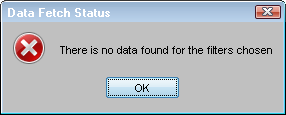 Data Fetch Status
There is no data found for the filters chosen
OK